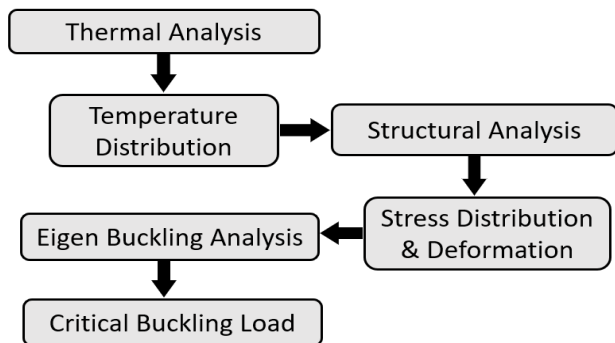 Thermal Analysis
Temperature
Distribution
Structural Analysis
Stress Distribution
& Deformation
Eigen Buckling Analysis
Critical Buckling Load